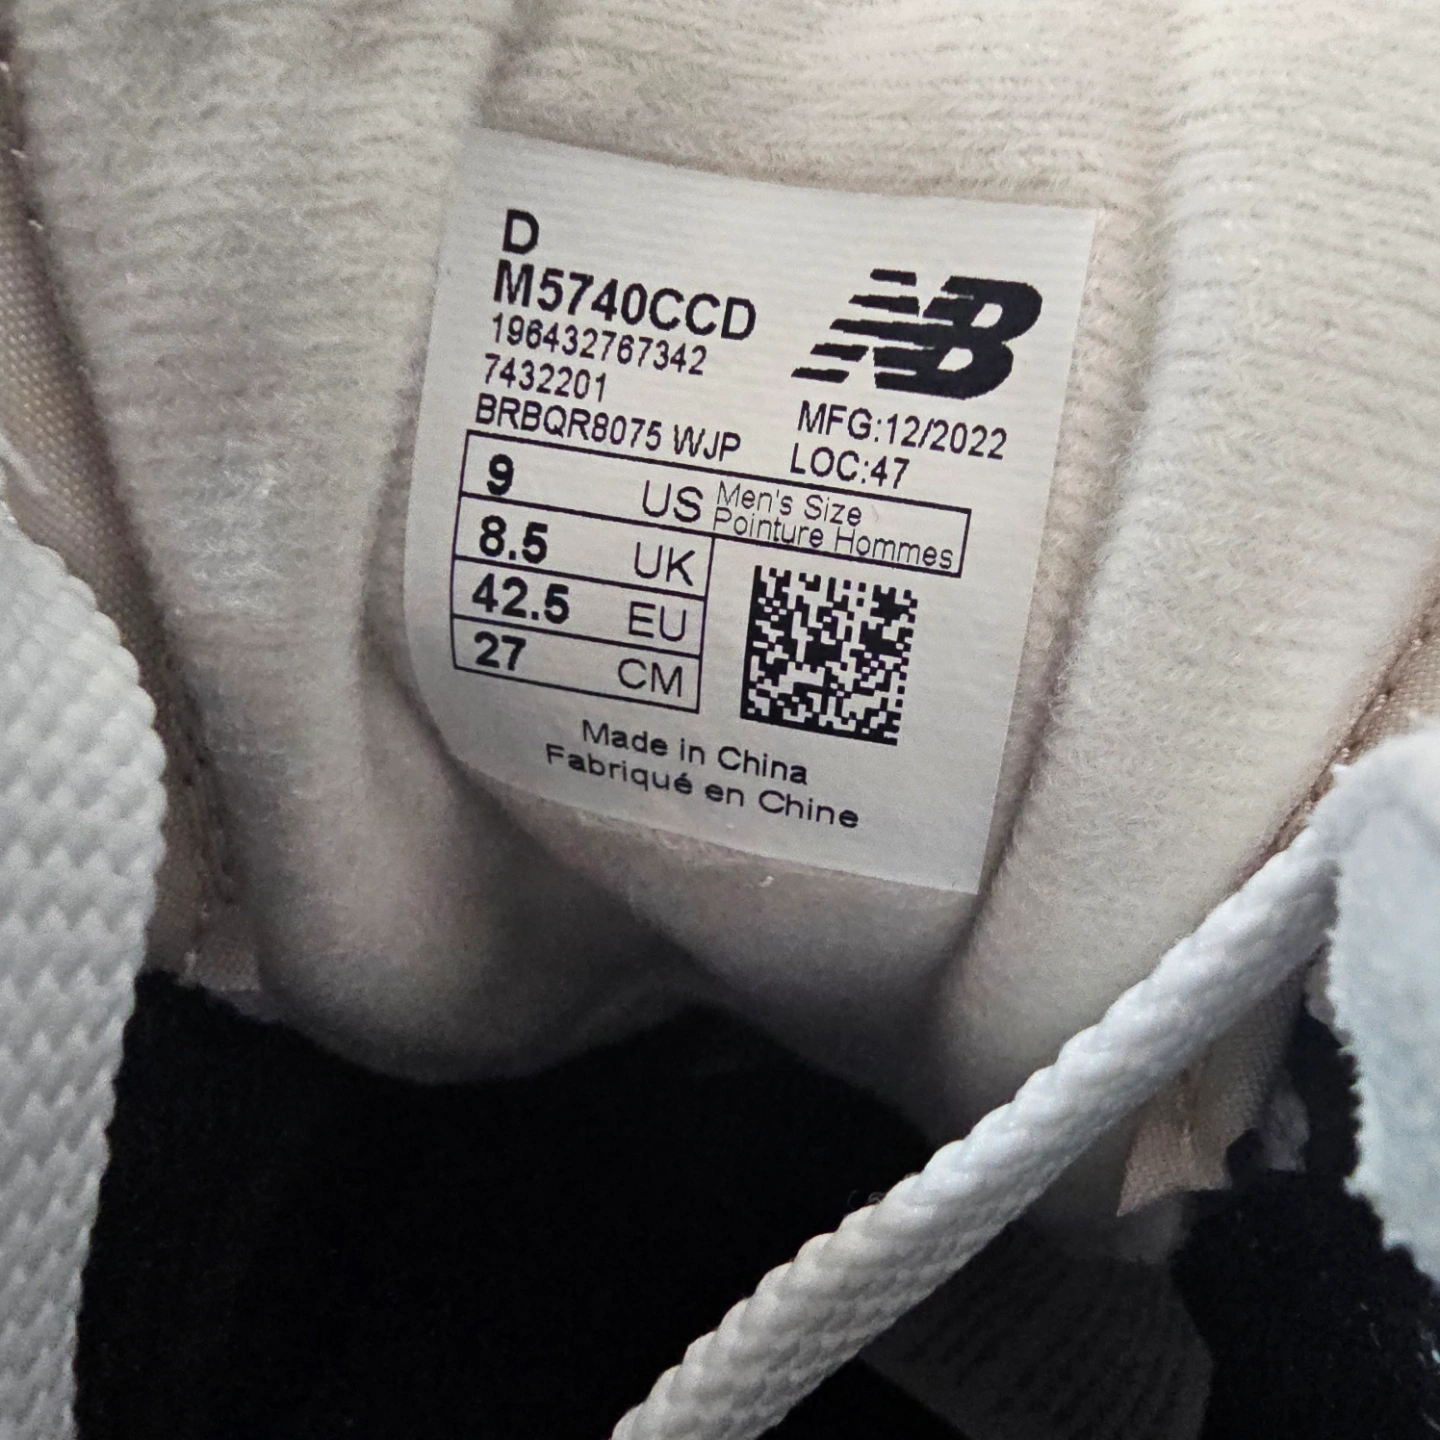 D
M5740CCD
196432767342
7432201
BRBQR8075 WJP
NB
MFG:12/2022
LOC:47
9 US Men's Size
Pointure Hommes
8.5 UK
42.5 EU
27 CM
Made in China
Fabriqué en Chine